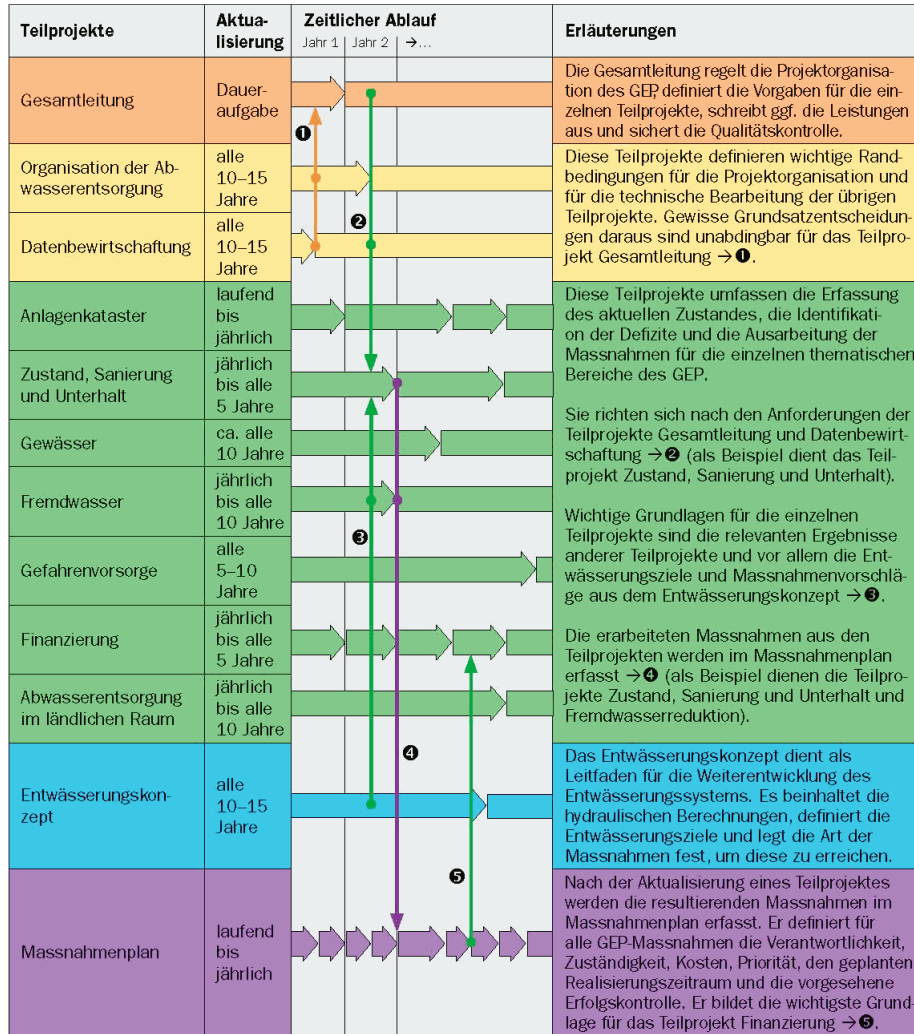 Teilprojekte
Aktua-
lisierung
Zeitlicher Ablauf
Jahr 1 | Jahr 2 | →...
Erläuterungen
Gesamtleitung
Dauer-
aufgabe
Die Gesamtleitung regelt die Projektorganisa-
tion des GEP, definiert die Vorgaben für die ein-
zelnen Teilprojekte, schreibt ggf. die Leistungen
aus und sichert die Qualitätskontrolle.
❶
Organisation der Ab-
wasserentsorgung
alle
10–15
Jahre
Diese Teilprojekte definieren wichtige Rand-
bedingungen für die Projektorganisation und
für die technische Bearbeitung der übrigen
Teilprojekte. Gewisse Grundsatzentscheidun-
gen daraus sind unabdingbar für das Teilpro-
jekt Gesamtleitung → ❶.
❷
Datenbewirtschaftung
alle
10–15
Jahre
Anlagenkataster
laufend
bis
jährlich
Diese Teilprojekte umfassen die Erfassung
des aktuellen Zustandes, die Identifikati-
on der Defizite und die Ausarbeitung der
Massnahmen für die einzelnen thematischen
Bereiche des GEP.
Zustand, Sanierung
und Unterhalt
jährlich
bis alle
5 Jahre
Sie richten sich nach den Anforderungen der
Teilprojekte Gesamtleitung und Datenbewirt-
schaftung → ❷ (als Beispiel dient das Teil-
projekt Zustand, Sanierung und Unterhalt).
Gewässer
ca. alle
10 Jahre
Fremdwasser
jährlich
bis alle
10 Jahre
❸
Wichtige Grundlagen für die einzelnen
Teilprojekte sind die relevanten Ergebnisse
anderer Teilprojekte und vor allem die Ent-
wässerungsziele und Massnahmenvorschlä-
ge aus dem Entwässerungskonzept → ❸.
Gefahrenvorsorge
alle
5–10
Jahre
Finanzierung
jährlich
bis alle
5 Jahre
Die erarbeiteten Massnahmen aus den
Teilprojekten werden im Massnahmenplan
erfasst → ❹ (als Beispiel dienen die Teilpro-
jekte Zustand, Sanierung und Unterhalt und
Fremdwasserreduktion).
Abwasserentsorgung
im ländlichen Raum
jährlich
bis alle
10 Jahre
❹
Entwässerungskon-
zept
alle
10–15
Jahre
Das Entwässerungskonzept dient als
Leitfaden für die Weiterentwicklung des
Entwässerungssystems. Es beinhaltet die
hydraulischen Berechnungen, definiert die
Entwässerungsziele und legt die Art der
Massnahmen fest, um diese zu erreichen.
❺
Massnahmenplan
laufend
bis
jährlich
Nach der Aktualisierung eines Teilprojektes
werden die resultierenden Massnahmen im
Massnahmenplan erfasst. Er definiert für
alle GEP-Massnahmen die Verantwortlichkeit,
Zuständigkeit, Kosten, Priorität, den geplanten
Realisierungszeitraum und die vorgesehene
Erfolgskontrolle. Er bildet die wichtigste Grund-
lage für das Teilprojekt Finanzierung → ❺.